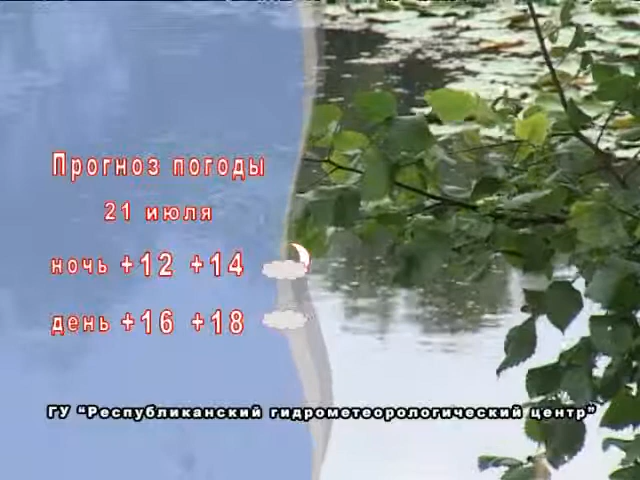 Прогноз погоды
21 июля
ночь +12 +14
день +16 +18
ГУ “Республиканский гидрометеорологический центр”